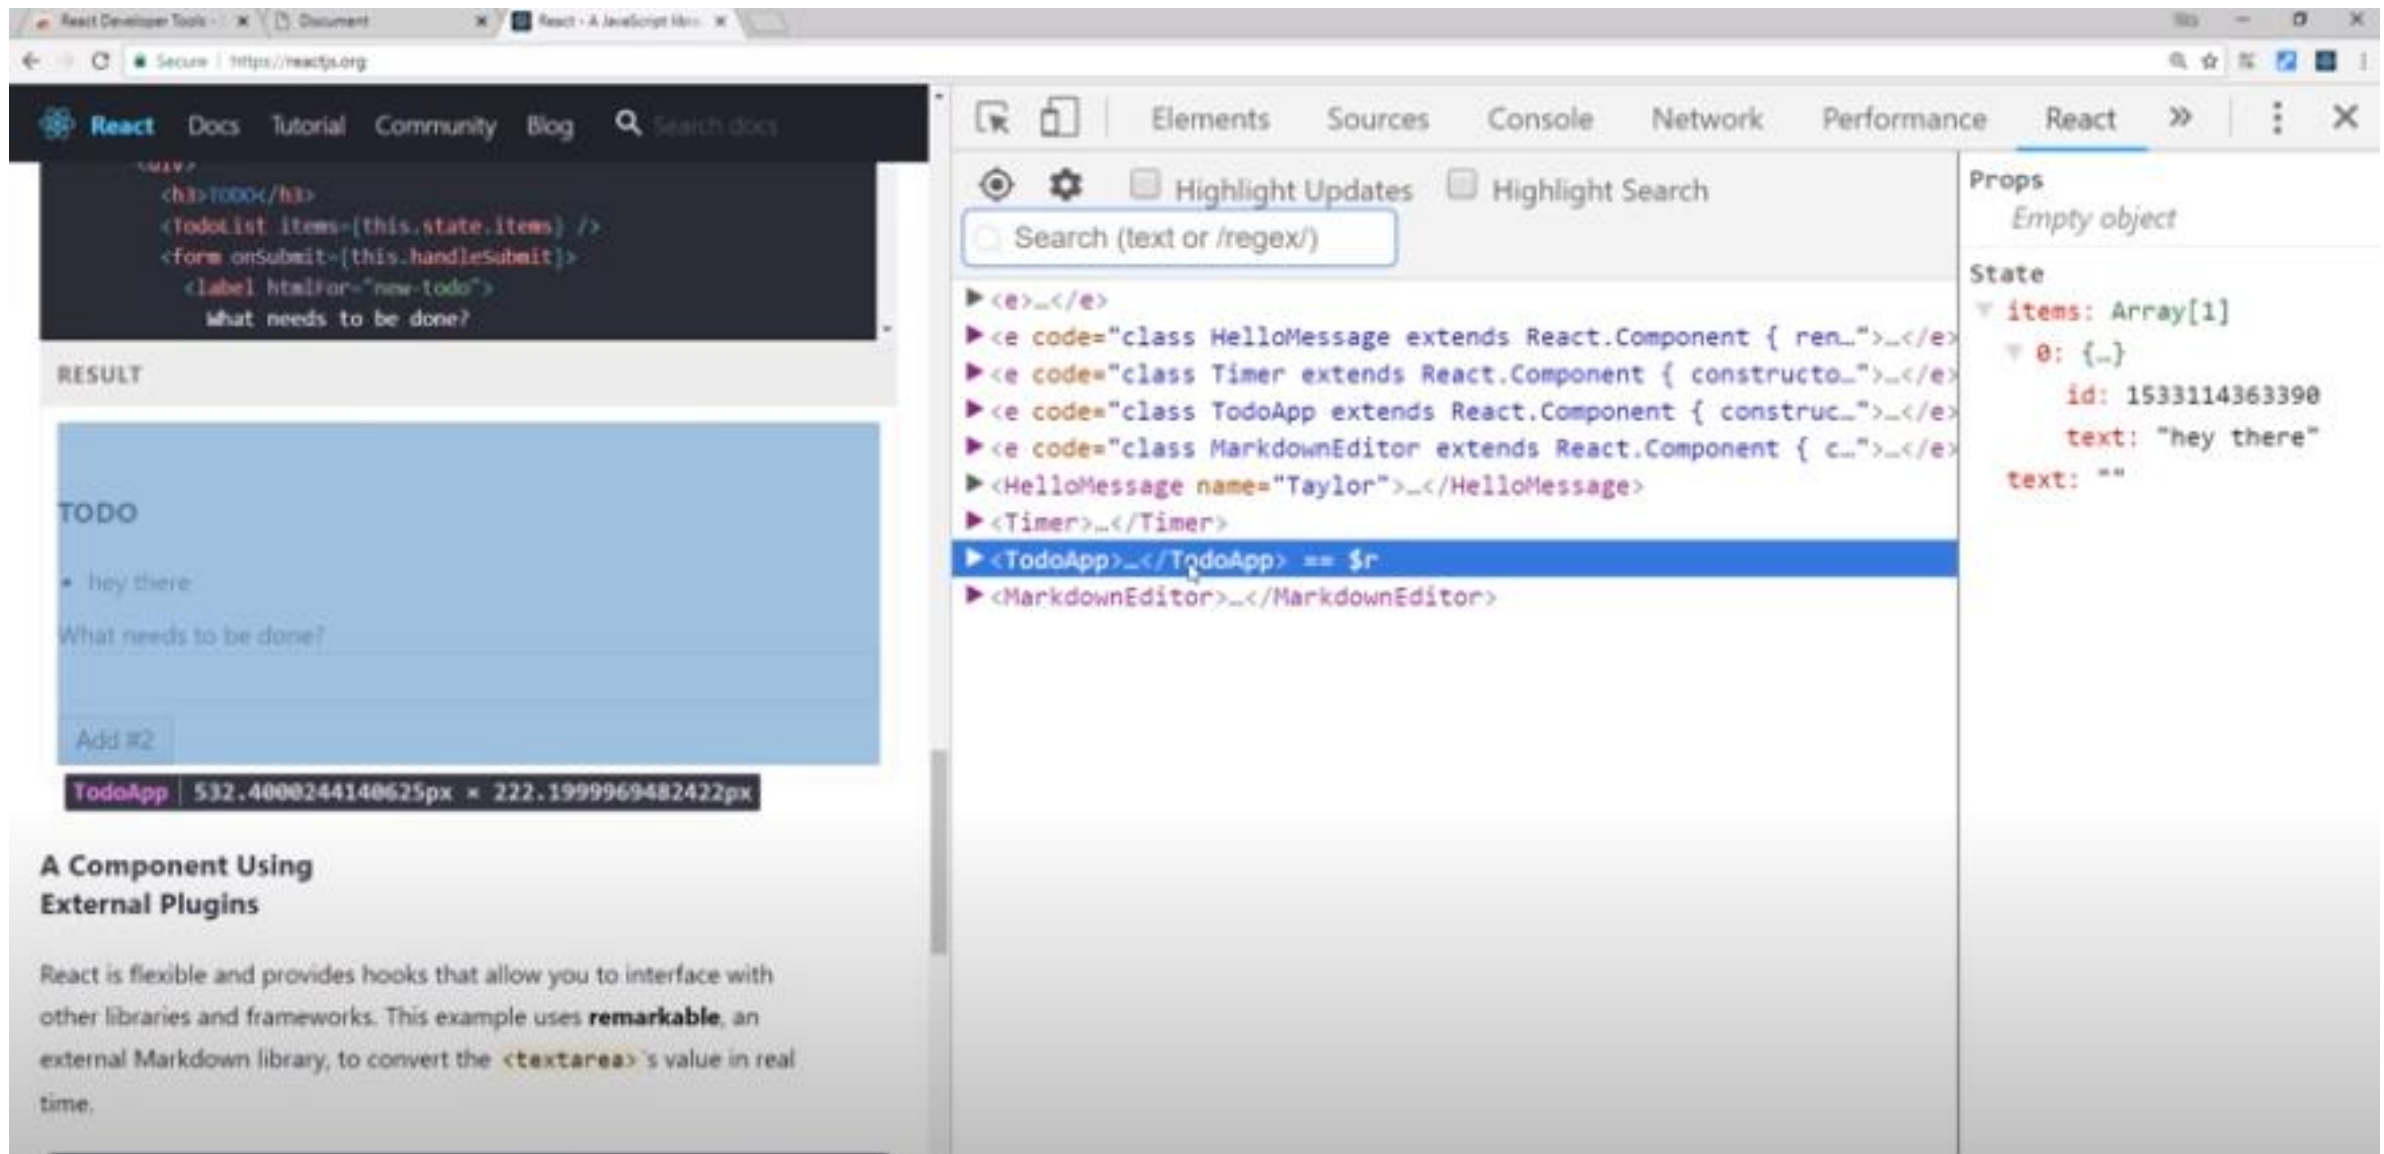 React Developer Tools -
Document
React - A JavaScript libra
Secure | https://reactjs.org
React Docs Tutorial Community Blog Search docs
<div>
<h3>TODO</h3>
<TodoList items={this.state.items} />
<form onSubmit={this.handleSubmit}>
<label htmlFor="new-todo">
What needs to be done?
RESULT
TODO
• hey there
What needs to be done?
Add #2
TodoApp | 532.4000244140625px × 222.1999969482422px
A Component Using
External Plugins
React is flexible and provides hooks that allow you to interface with
other libraries and frameworks. This example uses remarkable, an
external Markdown library, to convert the <textarea>'s value in real
time.
Elements Sources Console Network Performance React »
Highlight Updates Highlight Search
Search (text or /regex/)
<e>…</e>
<e code="class HelloMessage extends React.Component { ren…">…</e>
<e code="class Timer extends React.Component { constructo…">…</e>
<e code="class TodoApp extends React.Component { construc…">…</e>
<e code="class MarkdownEditor extends React.Component { c…">…</e>
<HelloMessage name="Taylor">…</HelloMessage>
<Timer>…</Timer>
<TodoApp>…</TodoApp> == $r
<MarkdownEditor>…</MarkdownEditor>
Props
Empty object
State
items: Array[1]
0: {…}
id: 1533114363390
text: "hey there"
text: ""